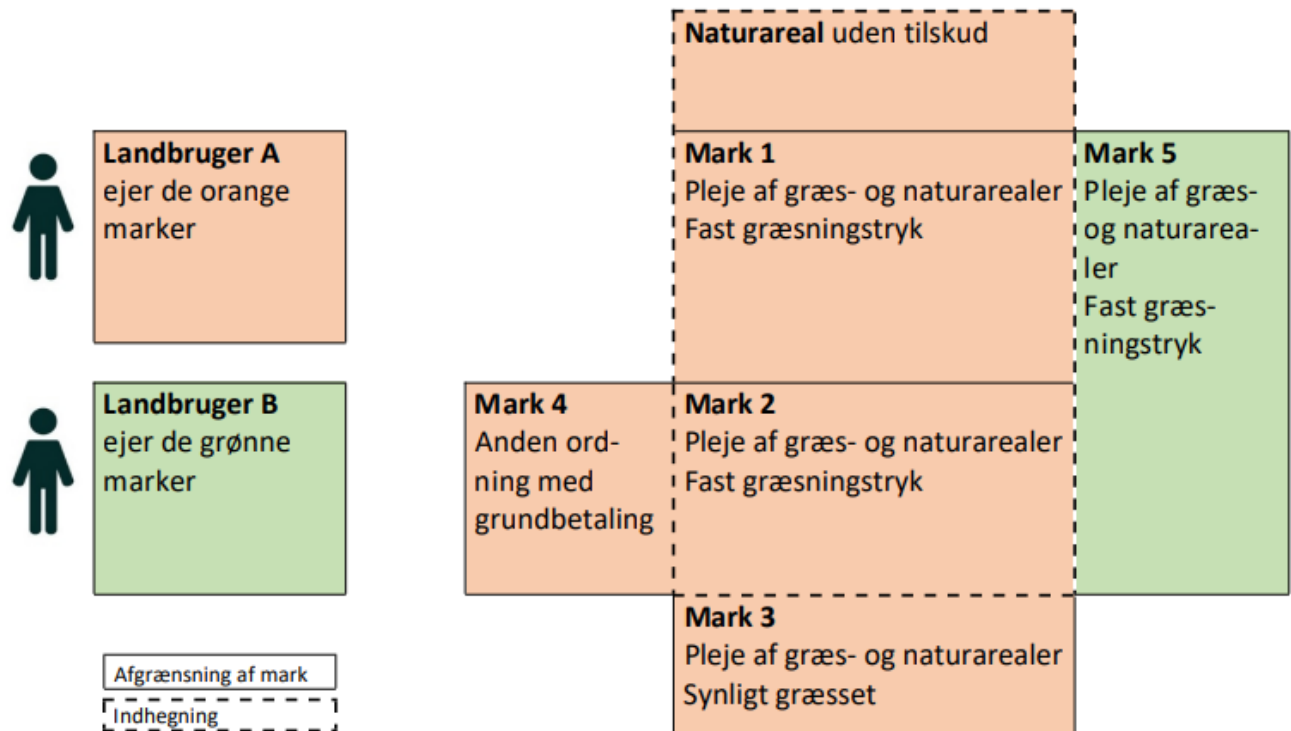 Naturareal uden tilskud
Landbruger A
ejer de orange
marker
Mark 1
Pleje af græs- og naturarealer
Fast græsningstryk
Mark 5
Pleje af græs-
og naturarea-
ler
Fast græs-
ningstryk
Landbruger B
ejer de grønne
marker
Mark 4
Anden ord-
ning med
grundbetaling
Mark 2
Pleje af græs- og naturarealer
Fast græsningstryk
Mark 3
Pleje af græs- og naturarealer
Synligt græsset
Afgrænsning af mark
Indhegning